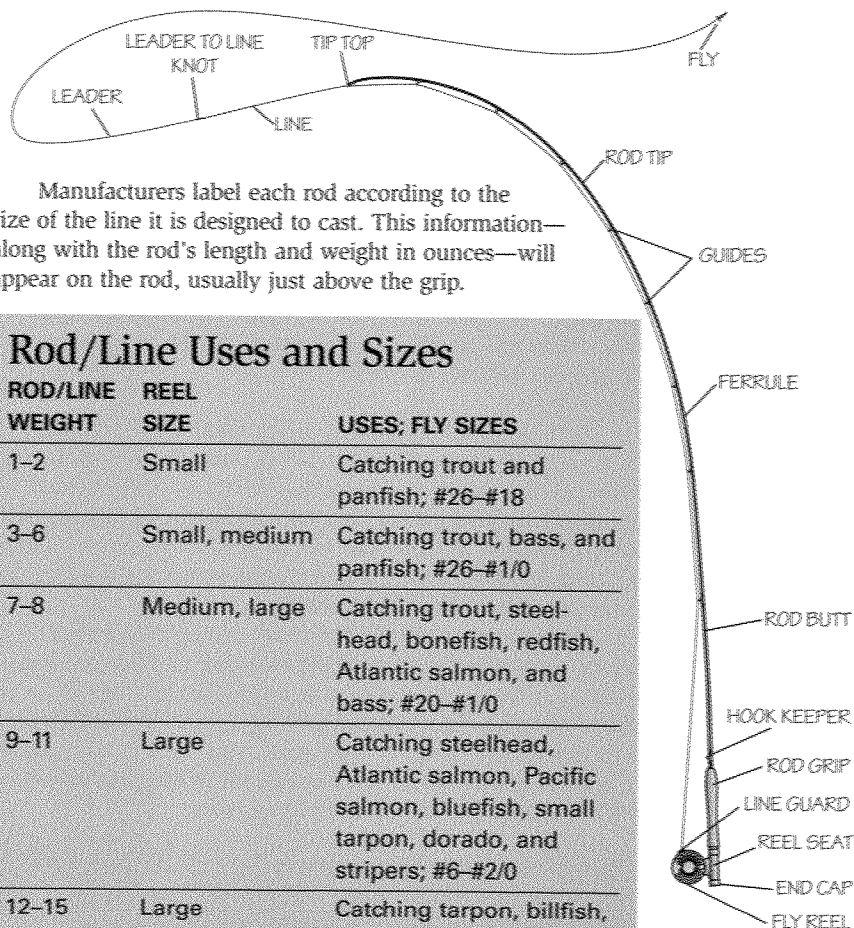 LEADER TO LINE
KNOT
TIP TOP
FLY
LEADER
LINE
ROD TIP
Manufacturers label each rod according to the
ize of the line it is designed to cast. This information—
long with the rod's length and weight in ounces—will
ppear on the rod, usually just above the grip.
GUIDES
FERRULE
ROD BUTT
HOOK KEEPER
ROD GRIP
LINE GUARD
REEL SEAT
END CAP
FLY REEL
Rod/Line Uses and Sizes
ROD/LINE REEL
WEIGHT SIZE USES; FLY SIZES
1–2 Small Catching trout and
panfish; #26–#18
3–6 Small, medium Catching trout, bass, and
panfish; #26–#1/0
7–8 Medium, large Catching trout, steel-
head, bonefish, redfish,
Atlantic salmon, and
bass; #20–#1/0
9–11 Large Catching steelhead,
Atlantic salmon, Pacific
salmon, bluefish, small
tarpon, dorado, and
stripers; #6–#2/0
12–15 Large Catching tarpon, billfish,